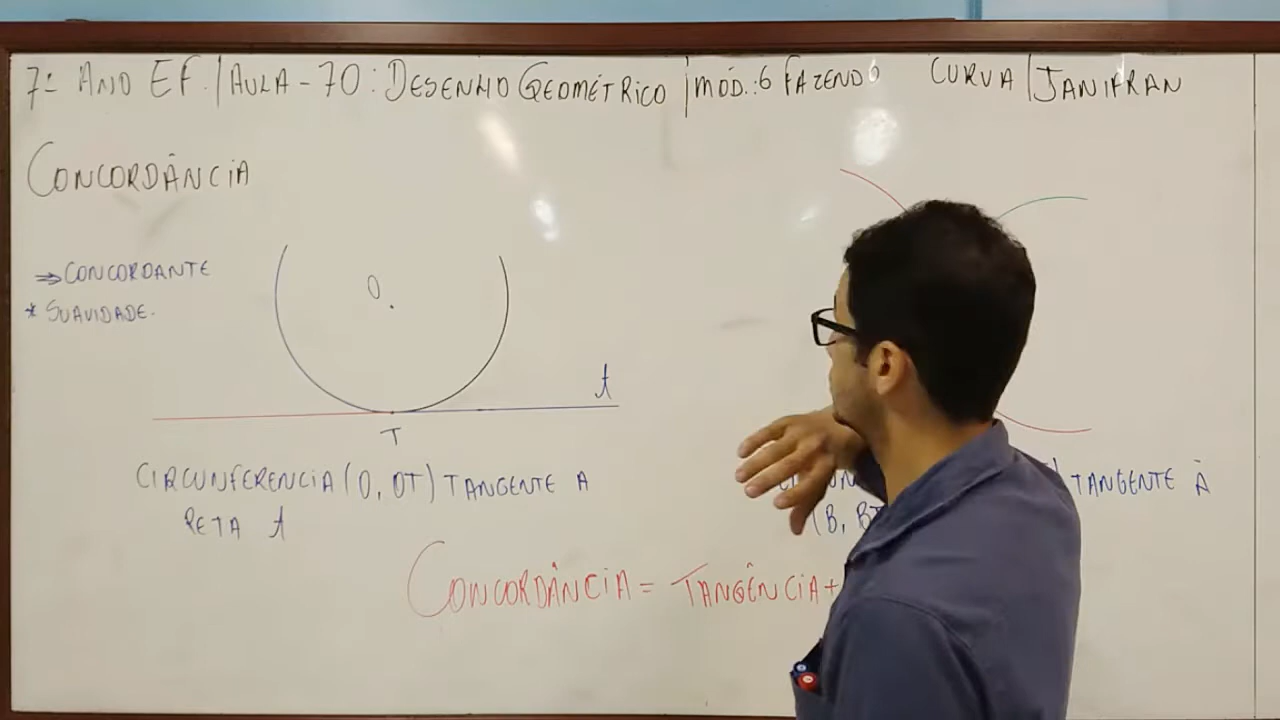 7º ANO EF. | AULA - 70 : DESENHO GEOMÉTRICO | MÓD.: 6 FAZENDO CURVA | JANIFRAN
CONCORDÂNCIA
⇒ CONCORDANTE
* SUAVIDADE.
O
t
T
CIRCUNFERENCIA (O, OT) TANGENTE A
RETA t
TANGENTE À
(B, BT
CONCORDÂNCIA = TANGÊNCIA +